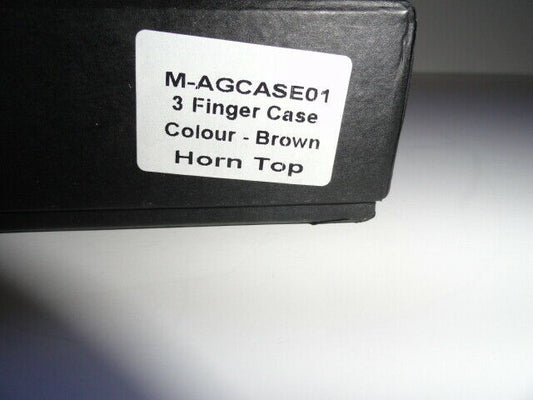 M-AGCASE01
3 Finger Case
Colour - Brown
Horn Top